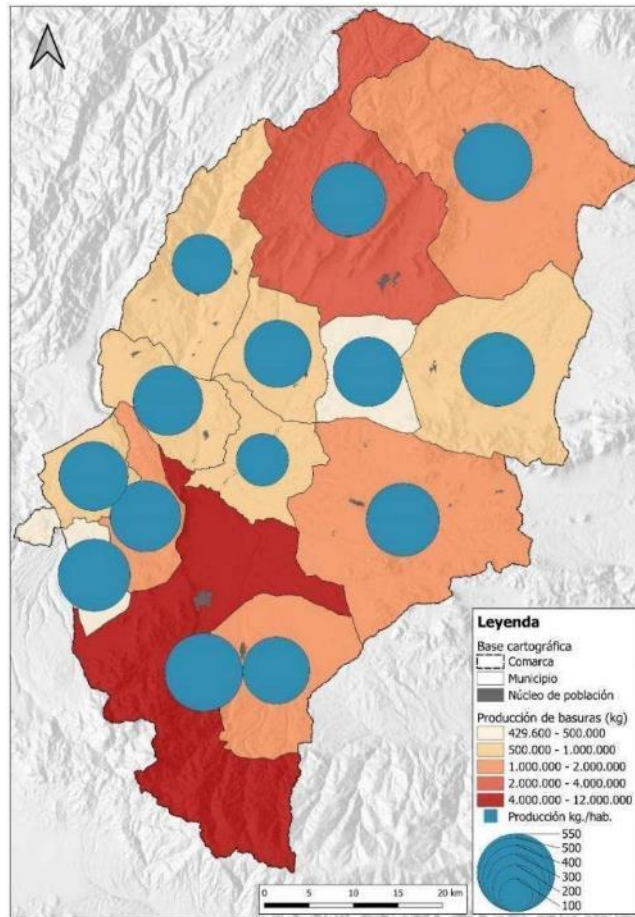 Leyenda
Base cartográfica
Comarca
Municipio
Núcleo de población
Producción de basuras (kg)
429.600 - 500.000
500.000 - 1.000.000
1.000.000 - 2.000.000
2.000.000 - 4.000.000
4.000.000 - 12.000.000
Producción kg./hab.
550
500
400
300
200
100
0 5 10 15 20 km